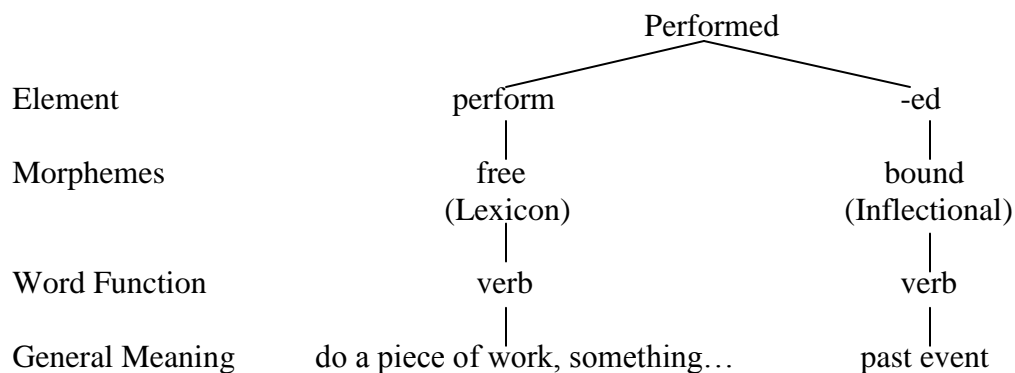 Performed
Element perform -ed
Morphemes free bound
(Lexicon) (Inflectional)
Word Function verb verb
General Meaning do a piece of work, something… past event